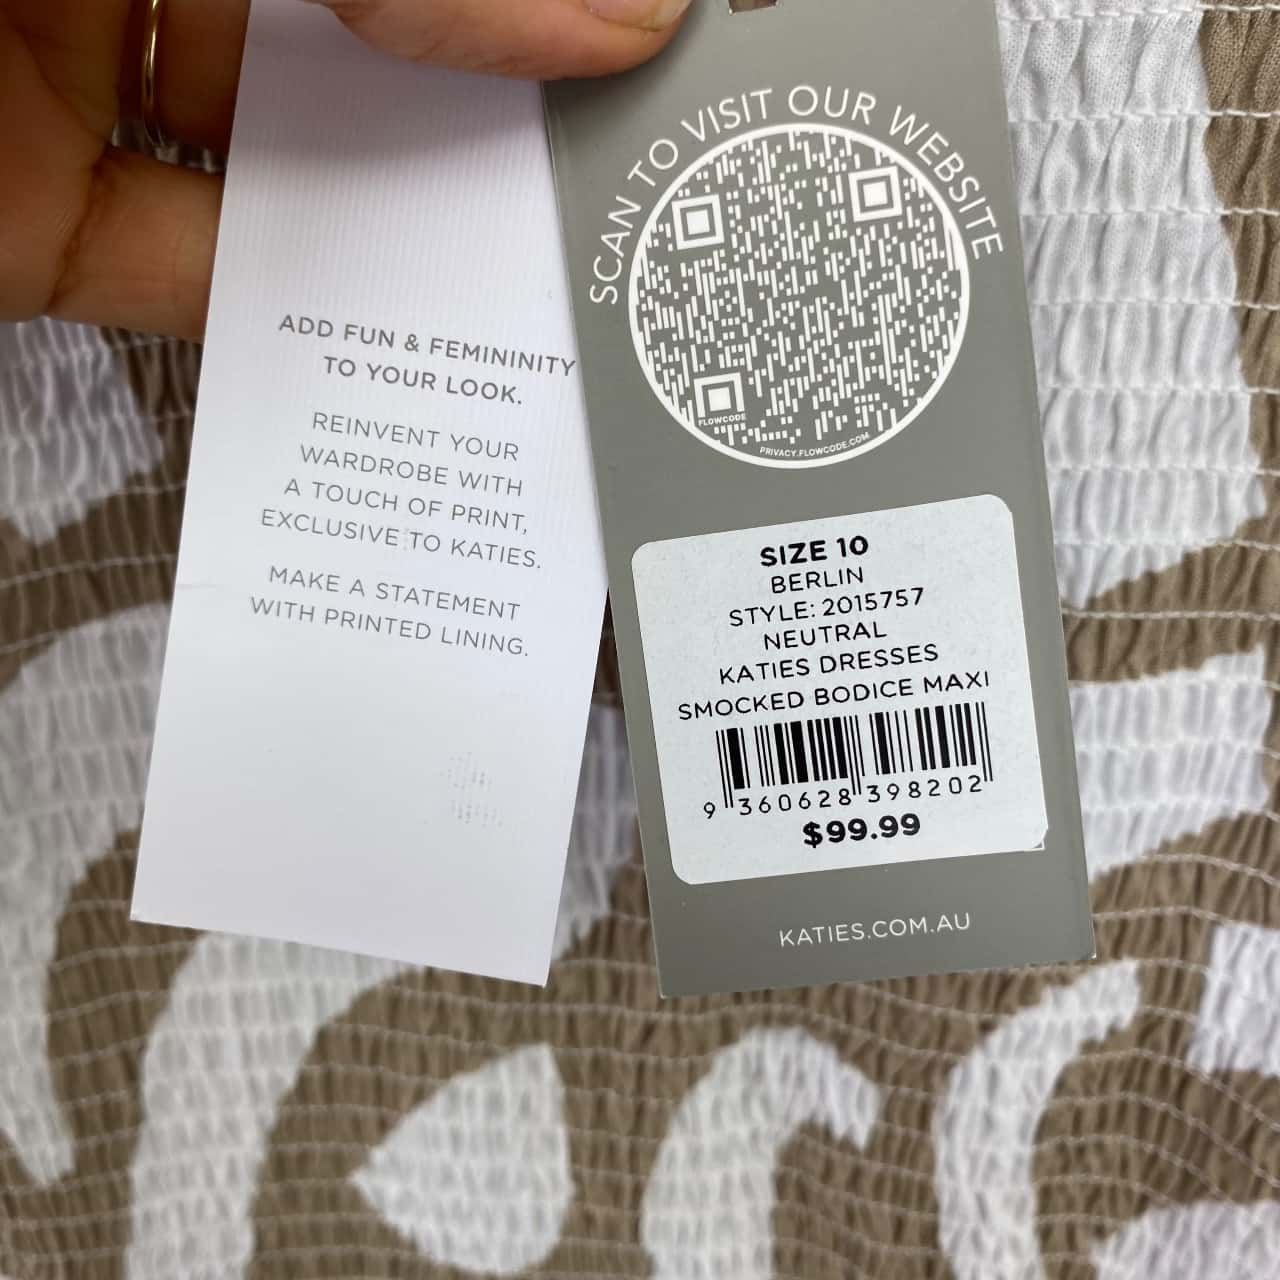 ADD FUN & FEMININITY
TO YOUR LOOK.
REINVENT YOUR
WARDROBE WITH
A TOUCH OF PRINT,
EXCLUSIVE TO KATIES.
MAKE A STATEMENT
WITH PRINTED LINING.
SCAN TO VISIT OUR WEBSITE
FLOWCODE
PRIVACY.FLOWCODE.COM
SIZE 10
BERLIN
STYLE: 2015757
NEUTRAL
KATIES DRESSES
SMOCKED BODICE MAXI
9 360628 398202
$99.99
KATIES.COM.AU